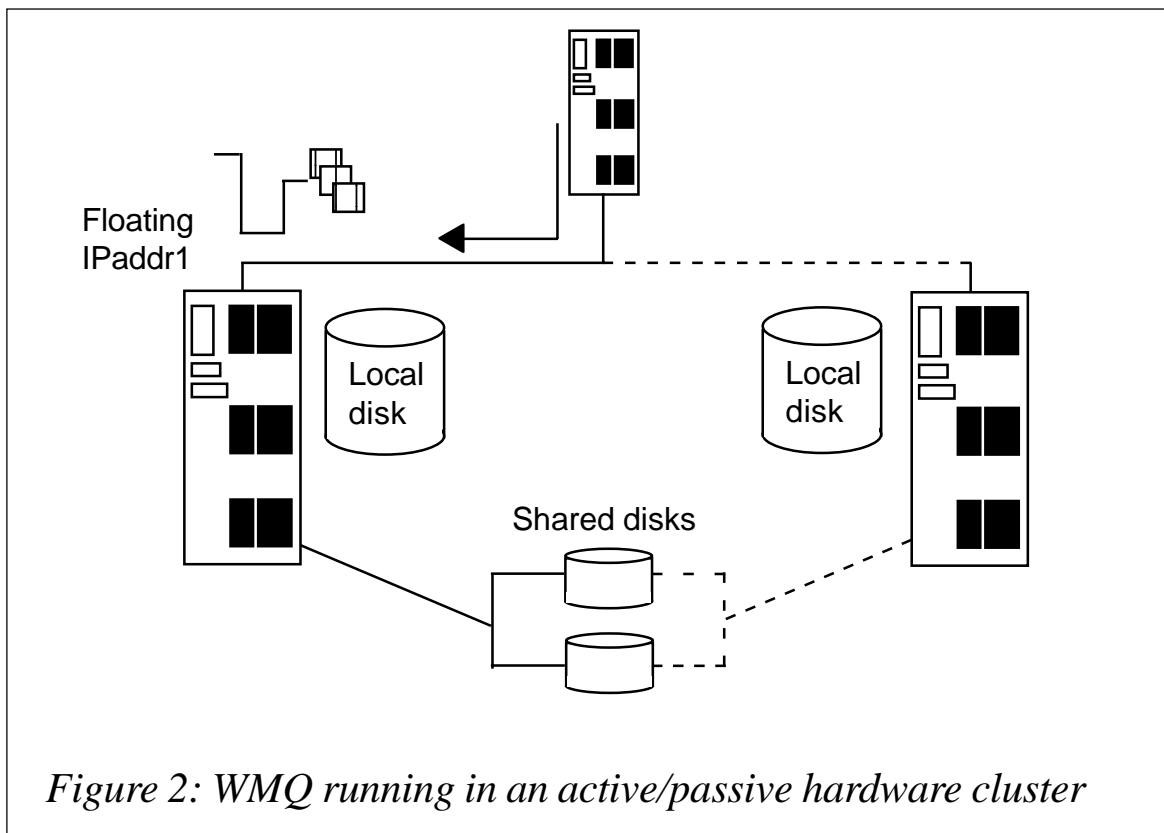 Floating
IPaddr1
Local
disk
Local
disk
Shared disks
Figure 2: WMQ running in an active/passive hardware cluster